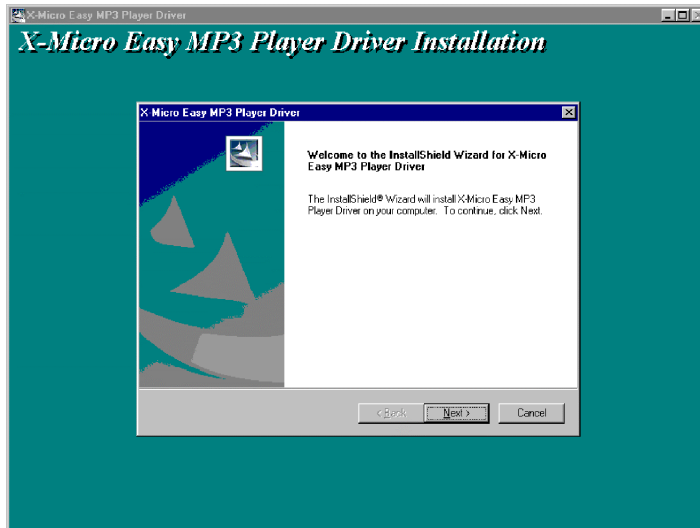 X-Micro Easy MP3 Player Driver
X-Micro Easy MP3 Player Driver Installation
X-Micro Easy MP3 Player Driver
Welcome to the InstallShield Wizard for X-Micro
Easy MP3 Player Driver
The InstallShield® Wizard will install X-Micro Easy MP3
Player Driver on your computer. To continue, click Next.
< Back Next > Cancel